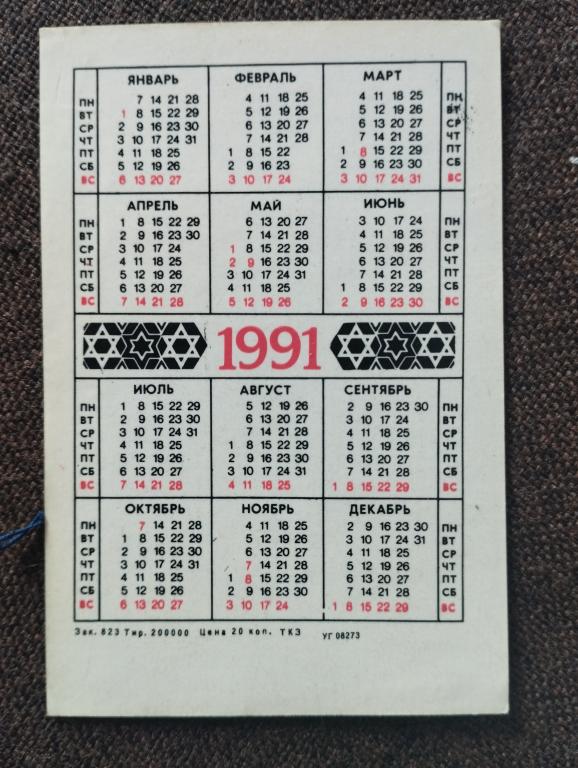 ЯНВАРЬ ФЕВРАЛЬ МАРТ
ПН 7 14 21 28 4 11 18 25 4 11 18 25 ПН
ВТ 1 8 15 22 29 5 12 19 26 5 12 19 26 ВТ
СР 2 9 16 23 30 6 13 20 27 6 13 20 27 СР
ЧТ 3 10 17 24 31 7 14 21 28 7 14 21 28 ЧТ
ПТ 4 11 18 25 1 8 15 22 1 8 15 22 29 ПТ
СБ 5 12 19 26 2 9 16 23 2 9 16 23 30 СБ
ВС 6 13 20 27 3 10 17 24 3 10 17 24 31 ВС
АПРЕЛЬ МАЙ ИЮНЬ
ПН 1 8 15 22 29 6 13 20 27 3 10 17 24 ПН
ВТ 2 9 16 23 30 7 14 21 28 4 11 18 25 ВТ
СР 3 10 17 24 1 8 15 22 29 5 12 19 26 СР
ЧТ 4 11 18 25 2 9 16 23 30 6 13 20 27 ЧТ
ПТ 5 12 19 26 3 10 17 24 31 7 14 21 28 ПТ
СБ 6 13 20 27 4 11 18 25 1 8 15 22 29 СБ
ВС 7 14 21 28 5 12 19 26 2 9 16 23 30 ВС
1991
ИЮЛЬ АВГУСТ СЕНТЯБРЬ
ПН 1 8 15 22 29 5 12 19 26 2 9 16 23 30 ПН
ВТ 2 9 16 23 30 6 13 20 27 3 10 17 24 ВТ
СР 3 10 17 24 31 7 14 21 28 4 11 18 25 СР
ЧТ 4 11 18 25 1 8 15 22 29 5 12 19 26 ЧТ
ПТ 5 12 19 26 2 9 16 23 30 6 13 20 27 ПТ
СБ 6 13 20 27 3 10 17 24 31 7 14 21 28 СБ
ВС 7 14 21 28 4 11 18 25 1 8 15 22 29 ВС
ОКТЯБРЬ НОЯБРЬ ДЕКАБРЬ
ПН 7 14 21 28 4 11 18 25 2 9 16 23 30 ПН
ВТ 1 8 15 22 29 5 12 19 26 3 10 17 24 31 ВТ
СР 2 9 16 23 30 6 13 20 27 4 11 18 25 СР
ЧТ 3 10 17 24 31 7 14 21 28 5 12 19 26 ЧТ
ПТ 4 11 18 25 1 8 15 22 29 6 13 20 27 ПТ
СБ 5 12 19 26 2 9 16 23 30 7 14 21 28 СБ
ВС 6 13 20 27 3 10 17 24 1 8 15 22 29 ВС
Зак. 823 Тир. 200000 Цена 20 коп. ТКЗ УГ 08273